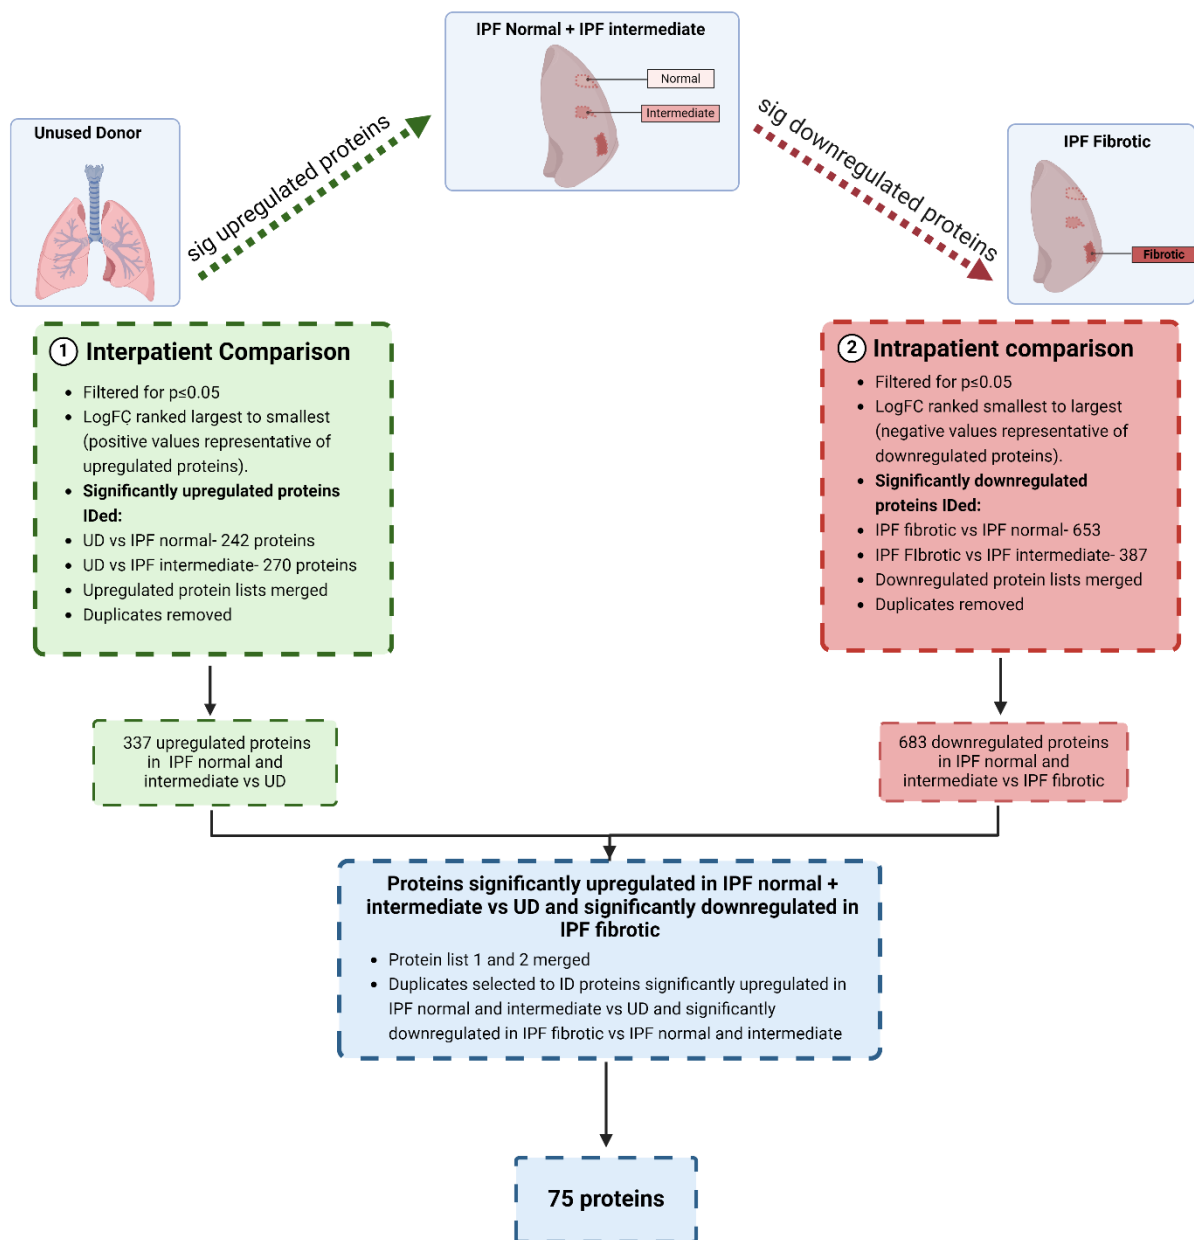 IPF Normal + IPF intermediate
Normal
Intermediate
Unused Donor
sig upregulated proteins
sig downregulated proteins
IPF Fibrotic
Fibrotic
1 Interpatient Comparison
• Filtered for p≤0.05
• LogFC ranked largest to smallest
(positive values representative of
upregulated proteins).
• Significantly upregulated proteins
IDed:
• UD vs IPF normal- 242 proteins
• UD vs IPF intermediate- 270 proteins
• Upregulated protein lists merged
• Duplicates removed
2 Intrapatient comparison
• Filtered for p≤0.05
• LogFC ranked smallest to largest
(negative values representative of
downregulated proteins).
• Significantly downregulated
proteins IDed:
• IPF fibrotic vs IPF normal- 653
• IPF FIbrotic vs IPF intermediate- 387
• Downregulated protein lists merged
• Duplicates removed
337 upregulated proteins
in IPF normal and
intermediate vs UD
683 downregulated proteins
in IPF normal and
intermediate vs IPF fibrotic
Proteins significantly upregulated in IPF normal +
intermediate vs UD and significantly downregulated in
IPF fibrotic
• Protein list 1 and 2 merged
• Duplicates selected to ID proteins significantly upregulated in
IPF normal and intermediate vs UD and significantly
downregulated in IPF fibrotic vs IPF normal and intermediate
75 proteins